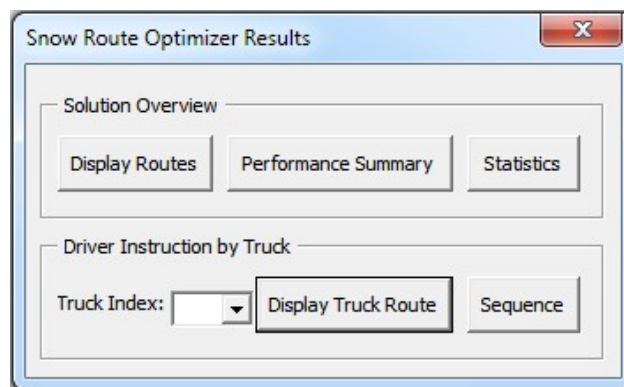 Snow Route Optimizer Results
Solution Overview
Display Routes Performance Summary Statistics
Driver Instruction by Truck
Truck Index: Display Truck Route Sequence